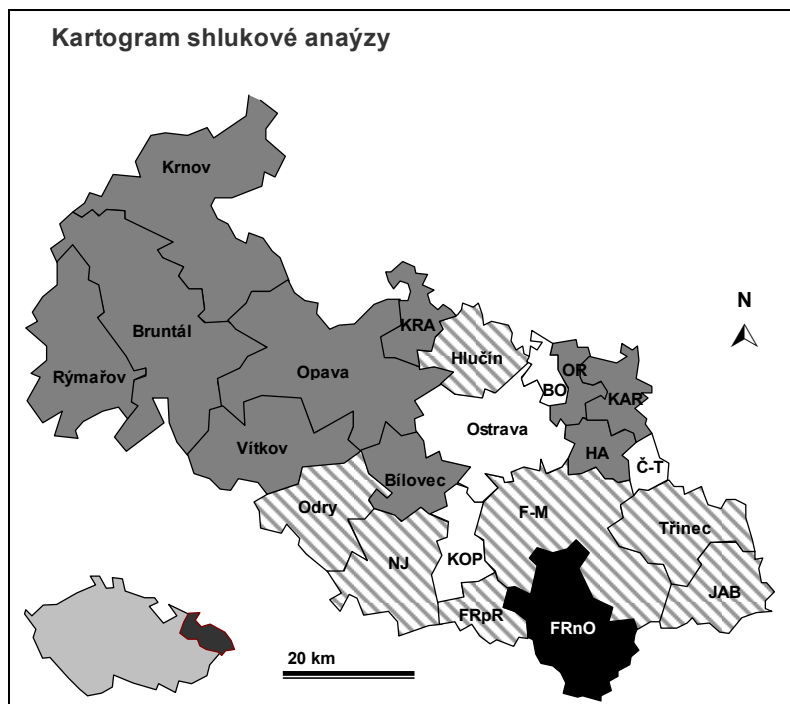 Kartogram shlukové anaýzy
Krnov
N
KRA
Bruntál
Hlučín
OR
Opava
BO
Rýmařov
KAR
Ostrava
Vítkov
HA
Č-T
Bílovec
Odry
F-M
Třinec
KOP
NJ
JAB
FRpR
FRnO
20 km